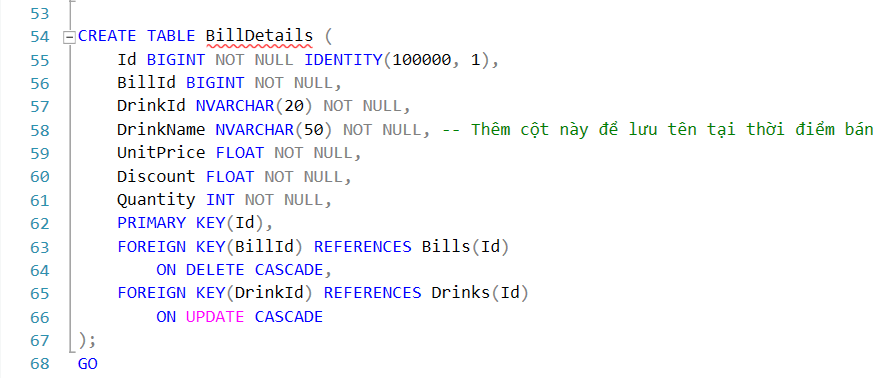 53
54 CREATE TABLE BillDetails (
55 Id BIGINT NOT NULL IDENTITY(100000, 1),
56 BillId BIGINT NOT NULL,
57 DrinkId NVARCHAR(20) NOT NULL,
58 DrinkName NVARCHAR(50) NOT NULL, -- Thêm cột này để lưu tên tại thời điểm bán
59 UnitPrice FLOAT NOT NULL,
60 Discount FLOAT NOT NULL,
61 Quantity INT NOT NULL,
62 PRIMARY KEY(Id),
63 FOREIGN KEY(BillId) REFERENCES Bills(Id)
64 ON DELETE CASCADE,
65 FOREIGN KEY(DrinkId) REFERENCES Drinks(Id)
66 ON UPDATE CASCADE
67 );
68 GO